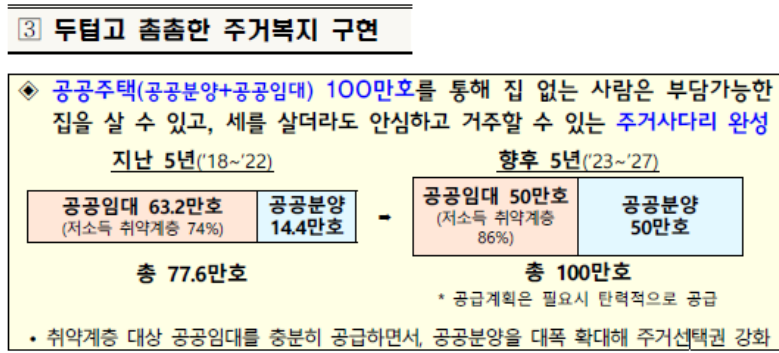 3 두텁고 촘촘한 주거복지 구현
◈ 공공주택(공공분양+공공임대) 100만호를 통해 집 없는 사람은 부담가능한
집을 살 수 있고, 세를 살더라도 안심하고 거주할 수 있는 주거사다리 완성
지난 5년('18~'22)
향후 5년('23~'27)
공공임대 63.2만호
(저소득 취약계층 74%)
공공분양
14.4만호
➡
공공임대 50만호
(저소득 취약계층
86%)
공공분양
50만호
총 77.6만호
총 100만호
* 공급계획은 필요시 탄력적으로 공급
• 취약계층 대상 공공임대를 충분히 공급하면서, 공공분양을 대폭 확대해 주거선택권 강화